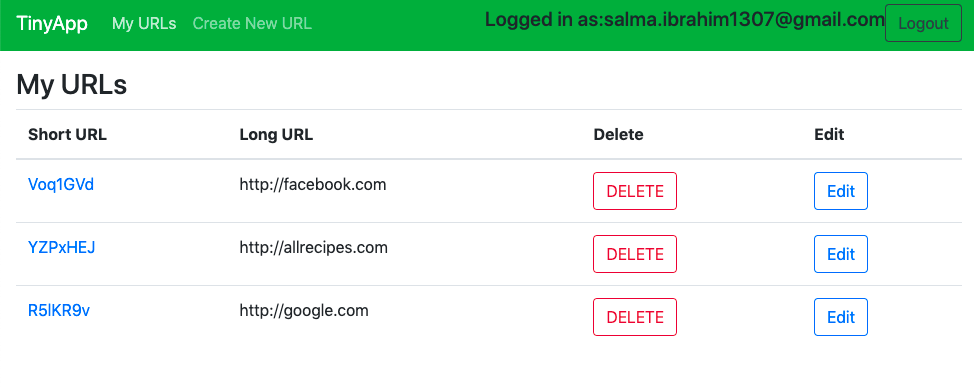 TinyApp My URLs Create New URL Logged in as:salma.ibrahim1307@gmail.com Logout
My URLs
Short URL Long URL Delete Edit
Voq1GVd http://facebook.com DELETE Edit
YZPxHEJ http://allrecipes.com DELETE Edit
R5lKR9v http://google.com DELETE Edit